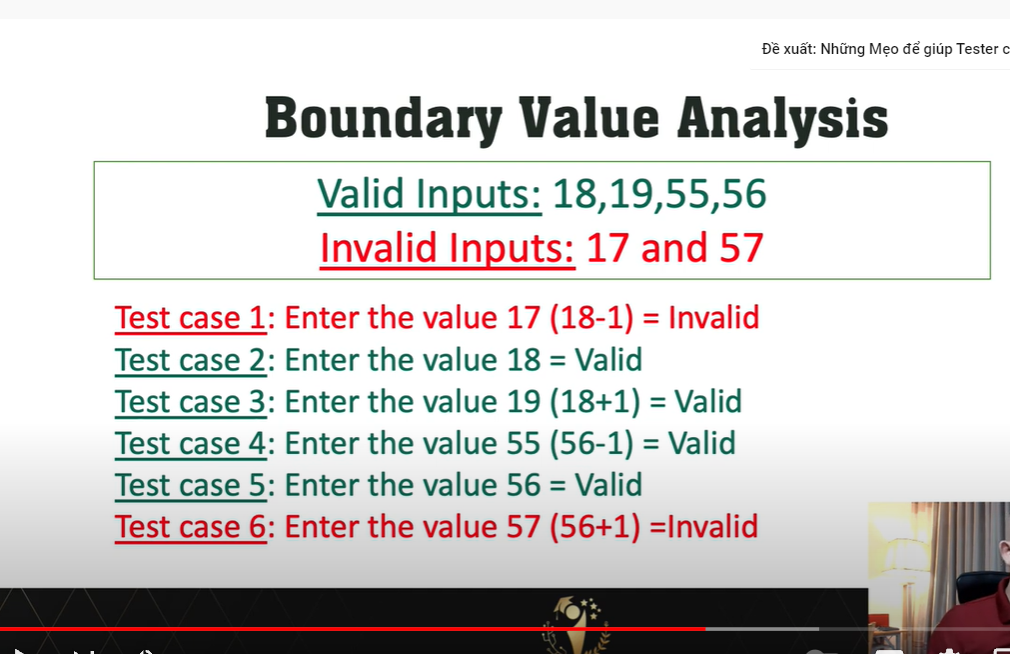 Đề xuất: Những Mẹo để giúp Tester
Boundary Value Analysis
Valid Inputs: 18,19,55,56
Invalid Inputs: 17 and 57
Test case 1: Enter the value 17 (18-1) = Invalid
Test case 2: Enter the value 18 = Valid
Test case 3: Enter the value 19 (18+1) = Valid
Test case 4: Enter the value 55 (56-1) = Valid
Test case 5: Enter the value 56 = Valid
Test case 6: Enter the value 57 (56+1) =Invalid